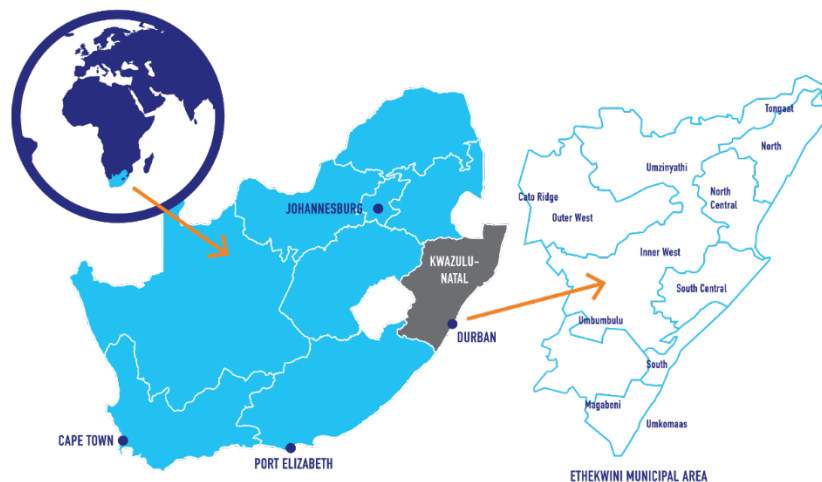 JOHANNESBURG
KWAZULU-
NATAL
DURBAN
CAPE TOWN
PORT ELIZABETH
Tongaat
North
Umzinyathi
North
Central
Cato Ridge
Outer West
Inner West
South Central
Umbumbulu
South
Magabeni
Umkomaas
ETHEKWINI MUNICIPAL AREA